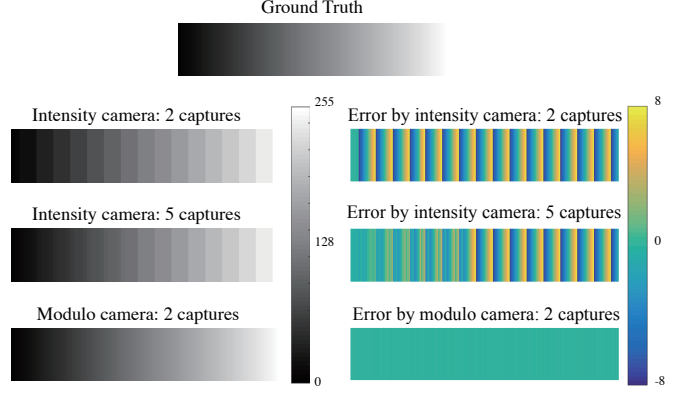 Ground Truth
Intensity camera: 2 captures
255
Error by intensity camera: 2 captures
8
Intensity camera: 5 captures
128
Error by intensity camera: 5 captures
0
Modulo camera: 2 captures
0
Error by modulo camera: 2 captures
-8